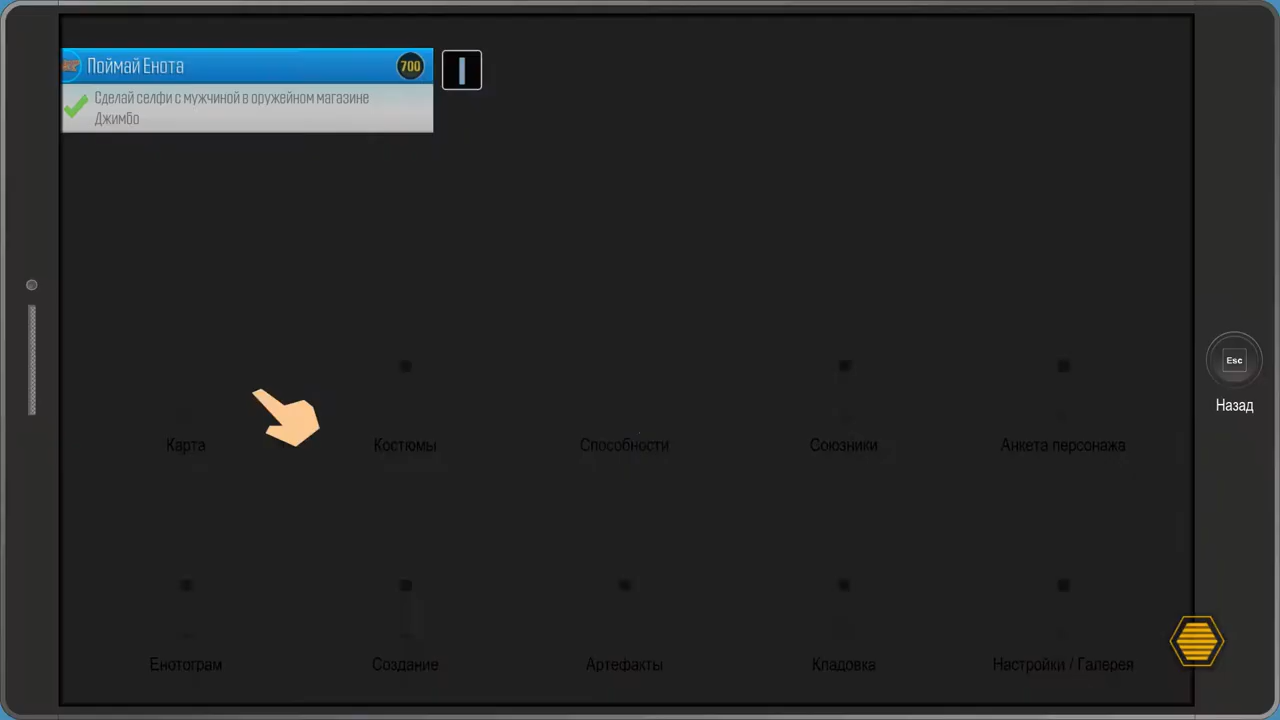 Поймай Енота
700
Сделай селфи с мужчиной в оружейном магазине
Джимбо
Esc
Назад
Карта
Костюмы
Способности
Союзники
Анкета персонажа
Енотограм
Создание
Артефакты
Кладовка
Настройки / Галерея